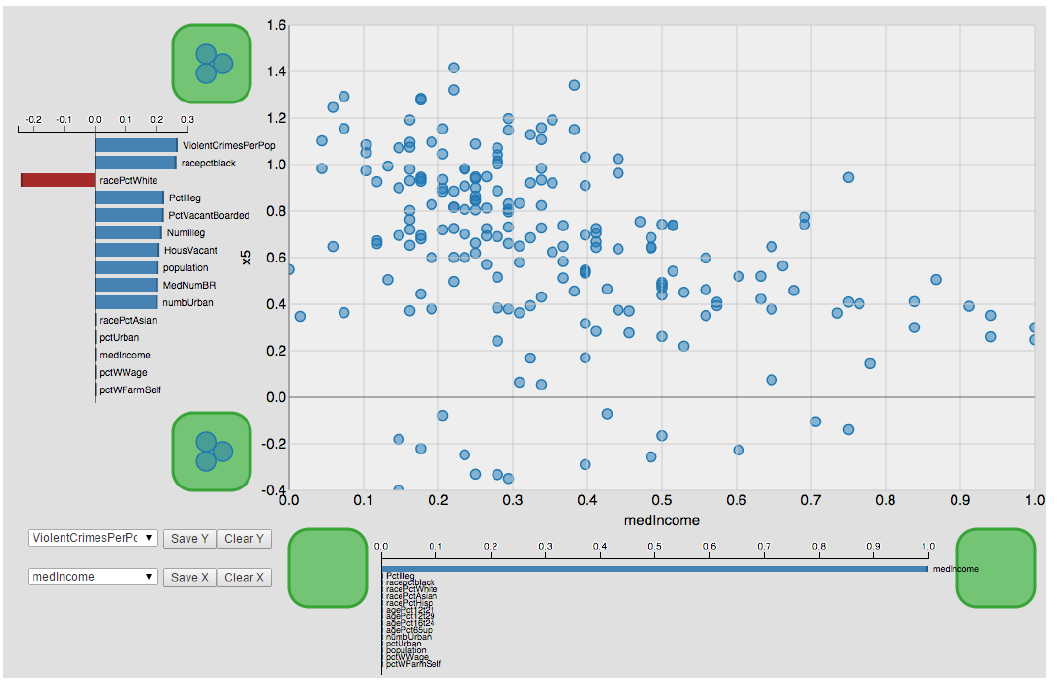 1.6
1.4
1.2
1.0
0.8
0.6
0.4
0.2
0.0
-0.2
-0.4
x5
0.0 0.1 0.2 0.3 0.4 0.5 0.6 0.7 0.8 0.9 1.0
medIncome
-0.2 -0.1 0.0 0.1 0.2 0.3
ViolentCrimesPerPop
racepctblack
racePctWhite
PctIlleg
PctVacantBoarded
NumIlleg
HousVacant
population
MedNumBR
numbUrban
racePctAsian
pctUrban
medIncome
pctWWage
pctWFarmSelf
ViolentCrimesPerPc Save Y Clear Y
medIncome Save X Clear X
0.0 0.1 0.2 0.3 0.4 0.5 0.6 0.7 0.8 0.9 1.0
medIncome
PctIlleg
racepctblack
racePctWhite
racePctAsian
racePctHisp
agePct12t21
agePct12t29
agePct16t24
agePct65up
numbUrban
pctUrban
population
pctWWage
pctWFarmSelf